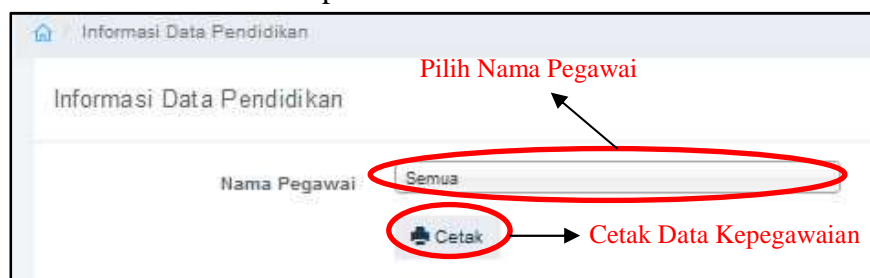 Informasi Data Pendidikan
Pilih Nama Pegawai
Informasi Data Pendidikan
Nama Pegawai
Semua
Cetak
Cetak Data Kepegawaian